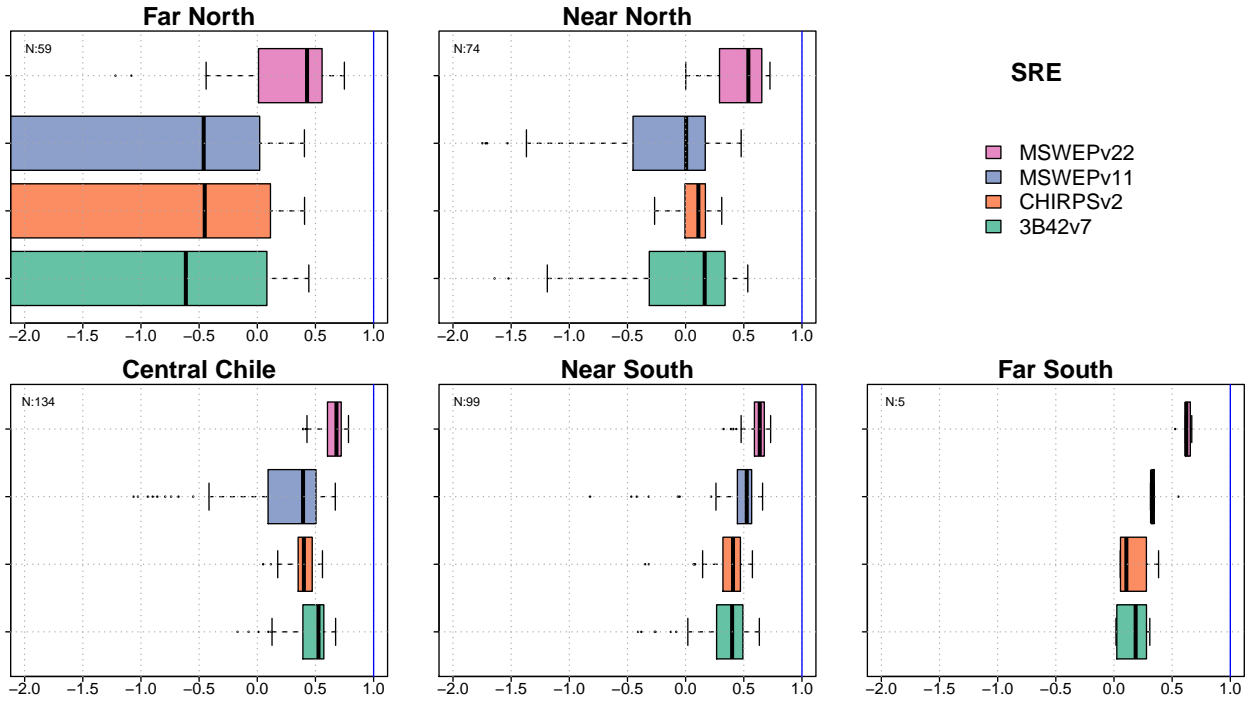 Far North
Near North
N:59
N:74
SRE
MSWEPv22
MSWEPv11
CHIRPSv2
3B42v7
−2.0 −1.5 −1.0 −0.5 0.0 0.5 1.0
−2.0 −1.5 −1.0 −0.5 0.0 0.5 1.0
Central Chile
Near South
Far South
N:134
N:99
N:5
−2.0 −1.5 −1.0 −0.5 0.0 0.5 1.0
−2.0 −1.5 −1.0 −0.5 0.0 0.5 1.0
−2.0 −1.5 −1.0 −0.5 0.0 0.5 1.0